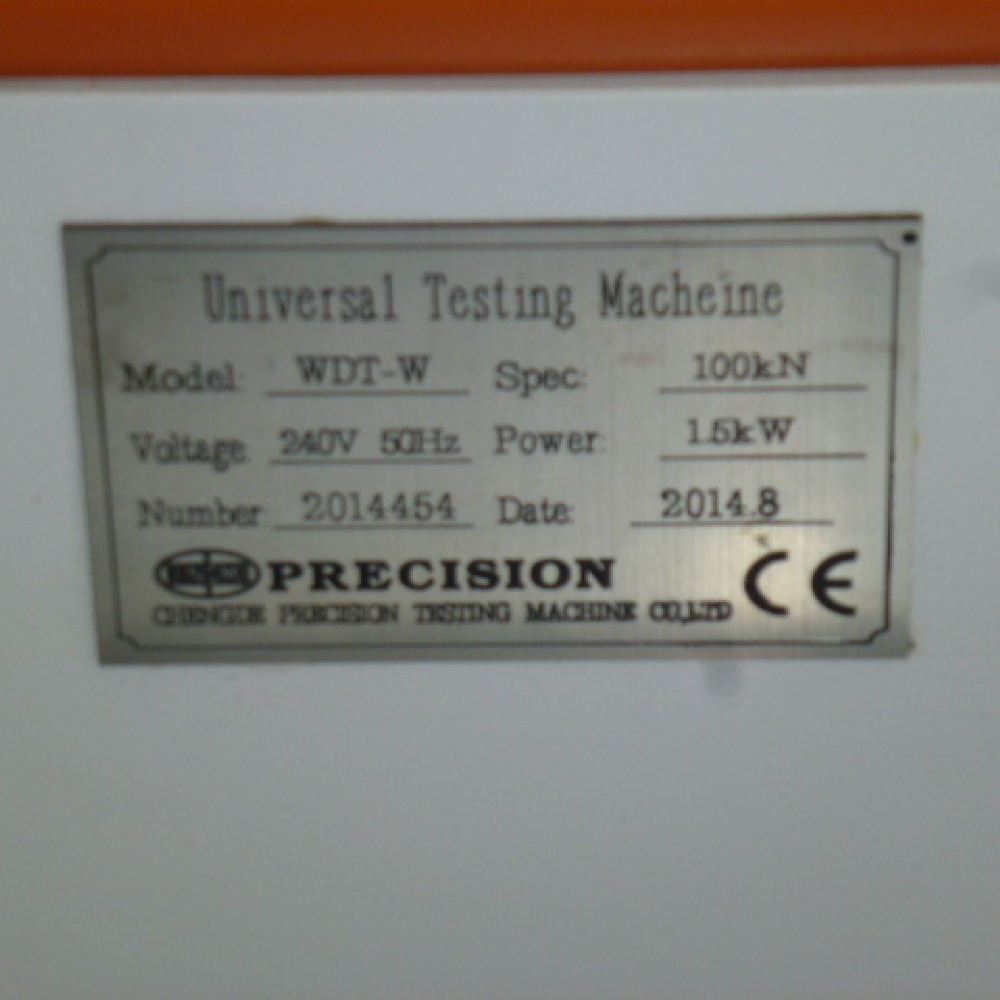 Universal Testing Macheine
Model: WDT-W Spec: 100kN
Voltage: 240V 50Hz Power: 1.5kW
Number: 2014454 Date: 2014.8
PRECISION CE
CHENGDE PRECISION TESTING MACHINE CO.,LTD